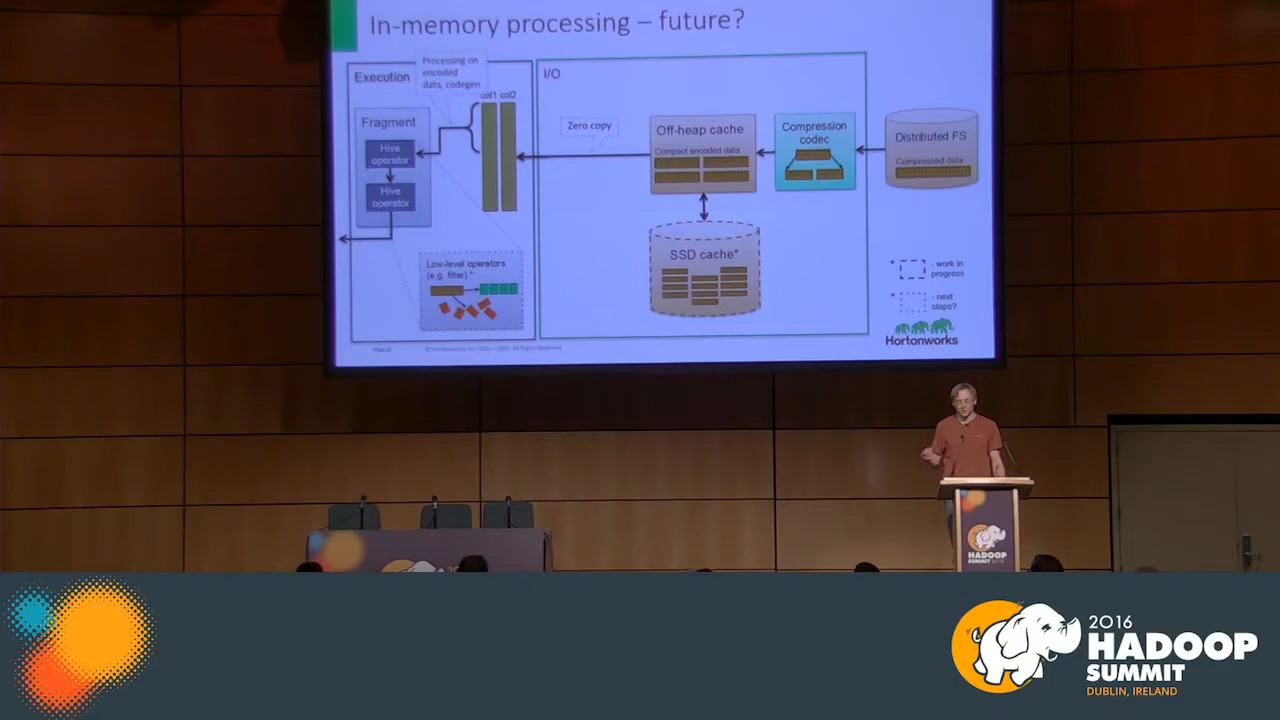 In-memory processing – future?
Execution
Processing on
encoded
data, codegen
col1 col2
I/O
Fragment
Hive
operator
Hive
operator
Zero copy
Off-heap cache
Compact encoded data
Compression
codec
Distributed FS
Compressed data
SSD cache*
Low-level operators
(e.g. filter) *
* - work in
progress
* - next
steps?
Hortonworks
HADOOP
SUMMIT
2016
HADOOP
SUMMIT
DUBLIN, IRELAND